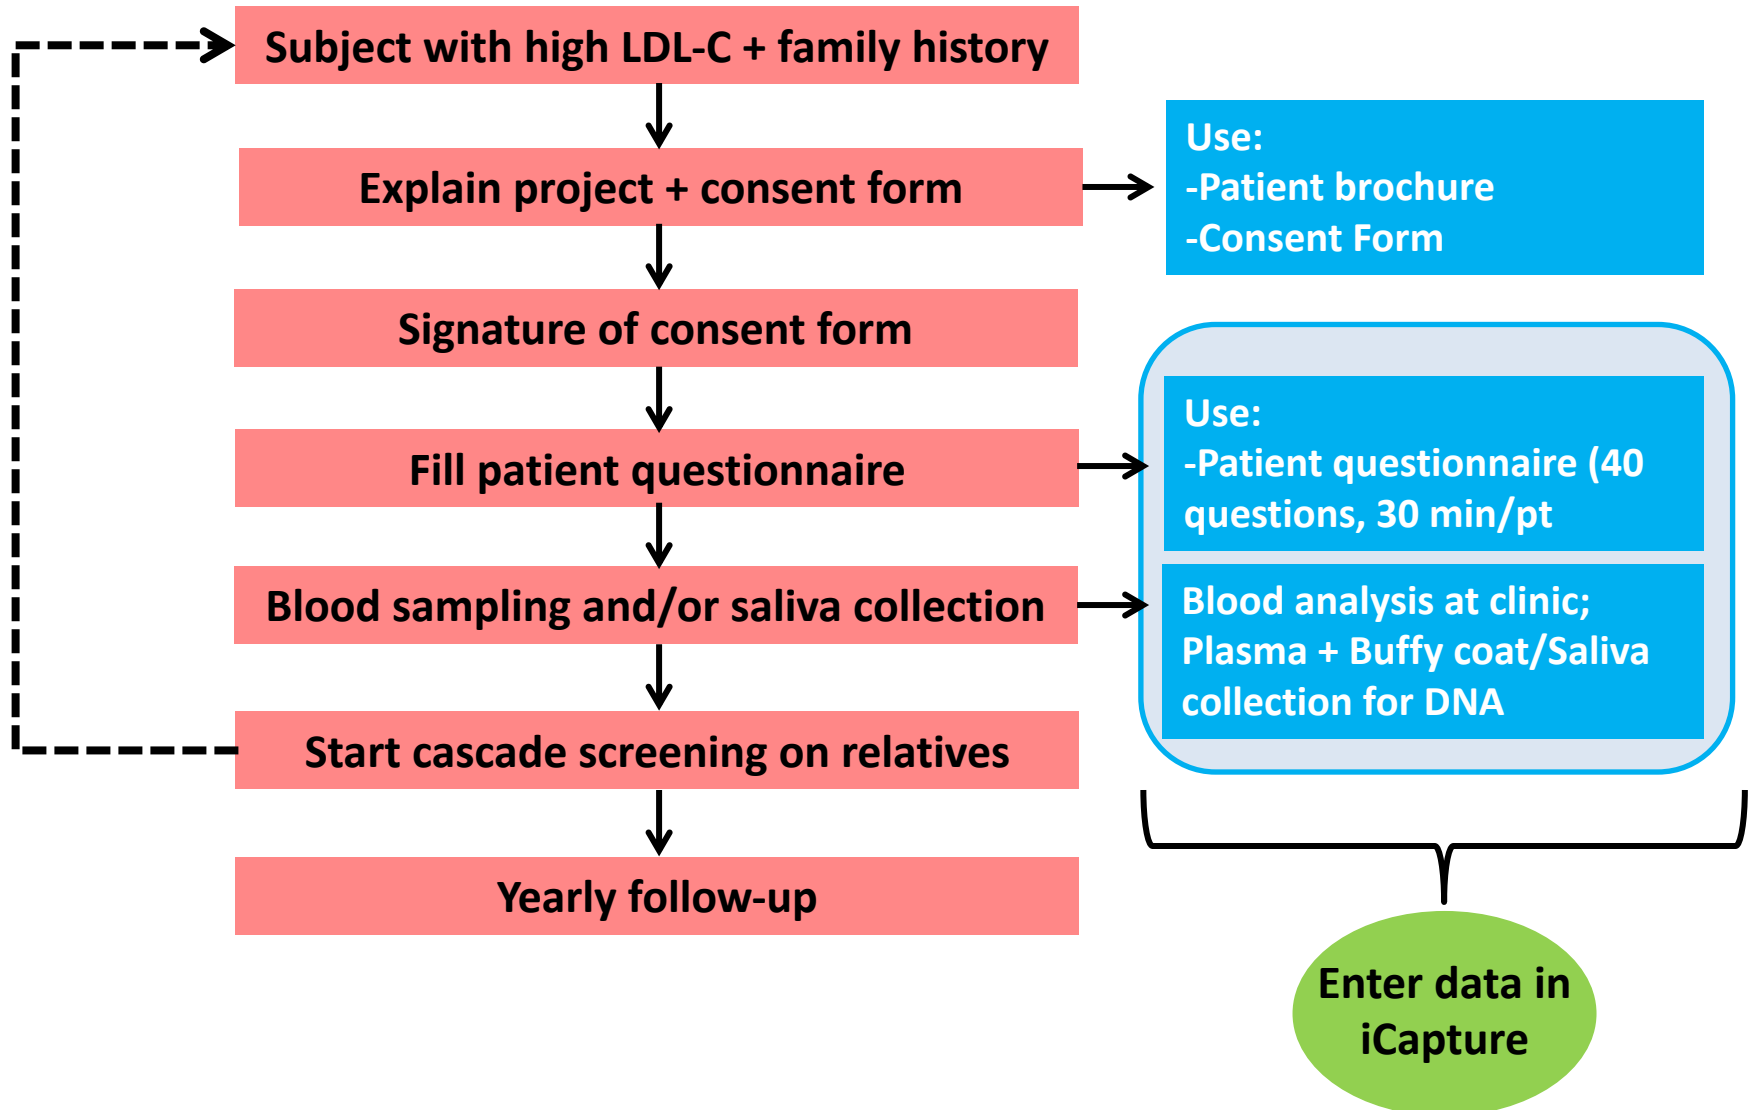 Subject with high LDL-C + family history
Explain project + consent form
Use:
-Patient brochure
-Consent Form
Signature of consent form
Fill patient questionnaire
Use:
-Patient questionnaire (40
questions, 30 min/pt
Blood sampling and/or saliva collection
Blood analysis at clinic;
Plasma + Buffy coat/Saliva
collection for DNA
Start cascade screening on relatives
Yearly follow-up
Enter data in
iCapture